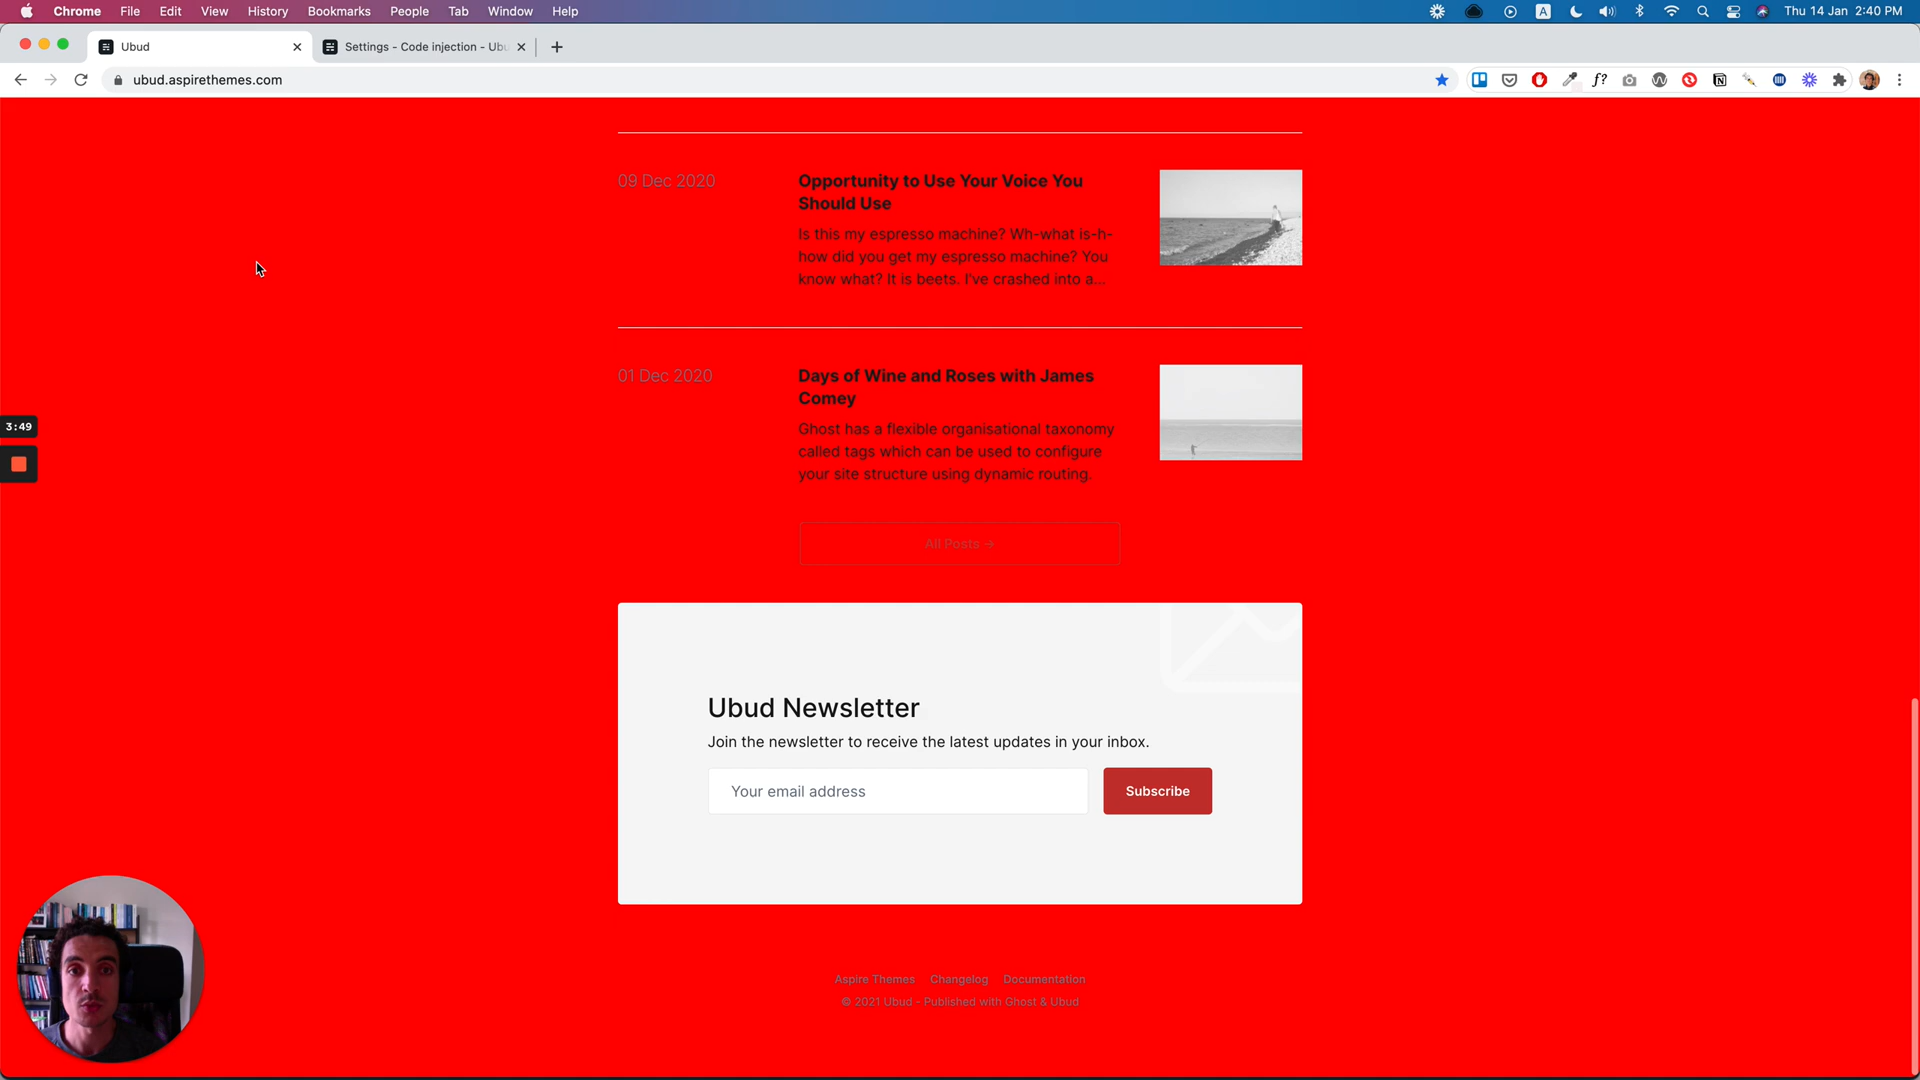 Chrome File Edit View History Bookmarks People Tab Window Help
A
Thu 14 Jan 2:40 PM
Ubud
Settings - Code injection - Ubu
ubud.aspirethemes.com
f?
09 Dec 2020
Opportunity to Use Your Voice You
Should Use
Is this my espresso machine? Wh-what is-h-
how did you get my espresso machine? You
know what? It is beets. I've crashed into a...
01 Dec 2020
Days of Wine and Roses with James
Comey
Ghost has a flexible organisational taxonomy
called tags which can be used to configure
your site structure using dynamic routing.
3:49
All Posts →
Ubud Newsletter
Join the newsletter to receive the latest updates in your inbox.
Your email address
Subscribe
Aspire Themes Changelog Documentation
© 2021 Ubud - Published with Ghost & Ubud